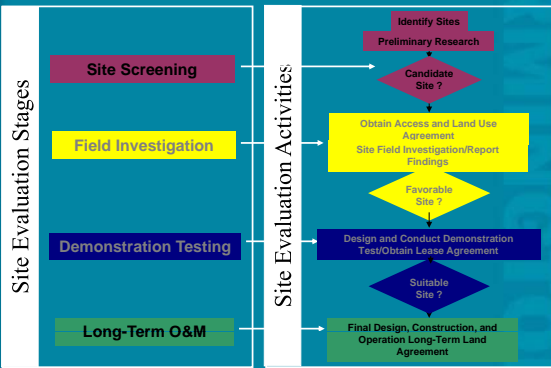 Site Evaluation Stages
Site Screening
Field Investigation
Demonstration Testing
Long-Term O&M
Site Evaluation Activities
Identify Sites
Preliminary Research
Candidate
Site ?
Obtain Access and Land Use
Agreement
Site Field Investigation/Report
Findings
Favorable
Site ?
Design and Conduct Demonstration
Test/Obtain Lease Agreement
Suitable
Site ?
Final Design, Construction, and
Operation Long-Term Land
Agreement